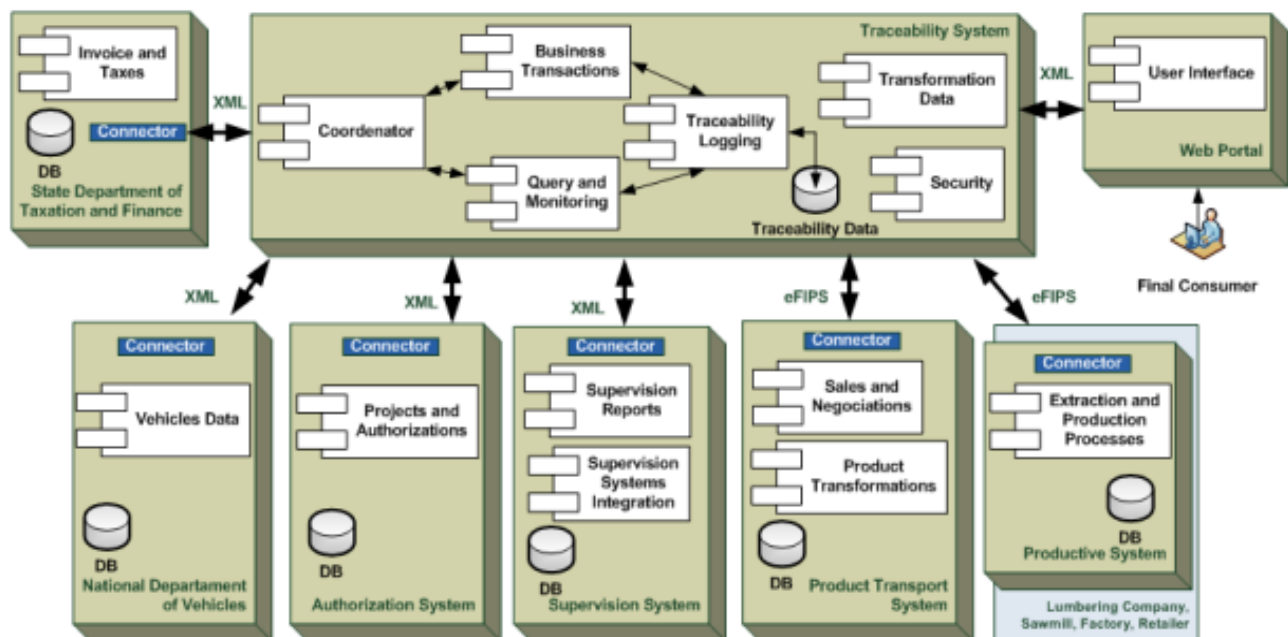 Invoice and
Taxes
DB
Connector
State Department of
Taxation and Finance
XML
Traceability System
Business
Transactions
Coordenator
Traceability
Logging
Query and
Monitoring
Transformation
Data
Security
Traceability Data
XML
User Interface
Web Portal
Final Consumer
XML
XML
XML
eFIPS
eFIPS
Connector
Vehicles Data
DB
National Departament
of Vehicles
Connector
Projects and
Authorizations
DB
Authorization System
Connector
Supervision
Reports
Supervision
Systems
Integration
DB
Supervision System
Connector
Sales and
Negociations
Product
Transformations
DB
Product Transport
System
Connector
Extraction and
Production
Processes
DB
Productive System
Lumbering Company,
Sawmill, Factory, Retailer